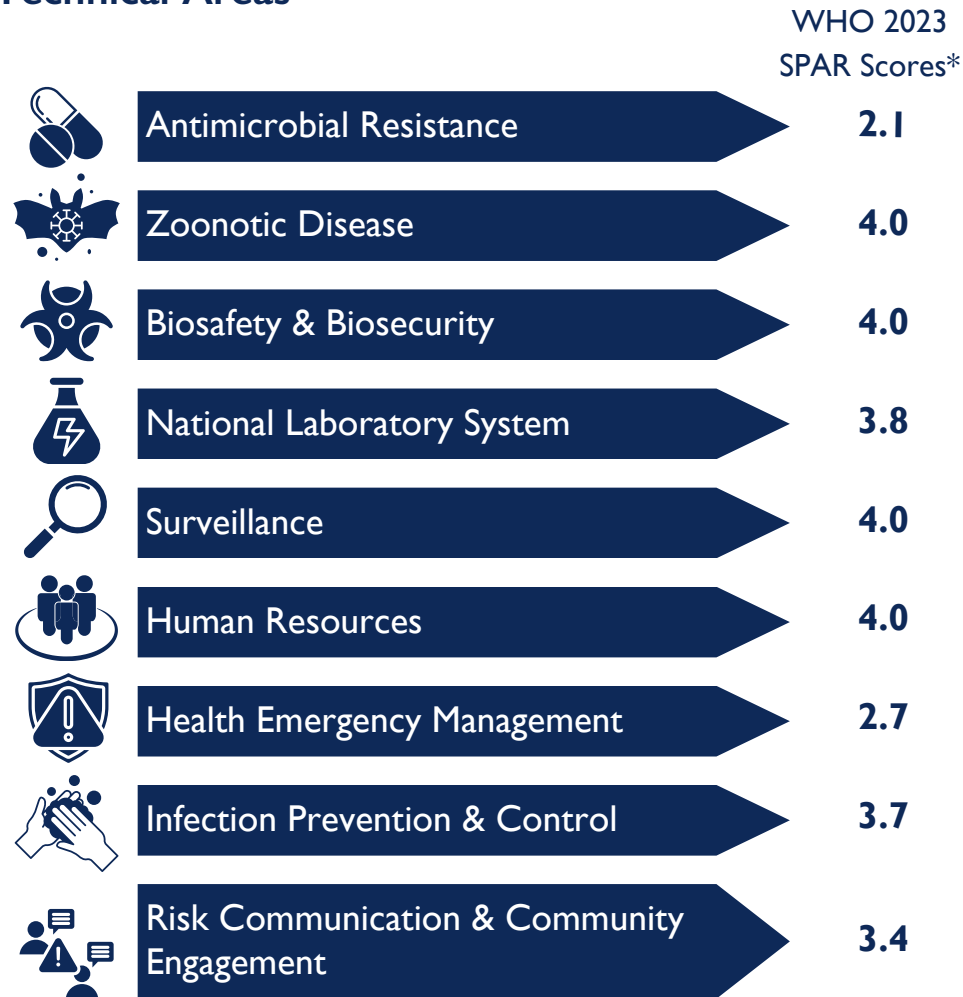 Technical Areas
WHO 2023
SPAR Scores*
Antimicrobial Resistance 2.1
Zoonotic Disease 4.0
Biosafety & Biosecurity 4.0
National Laboratory System 3.8
Surveillance 4.0
Human Resources 4.0
Health Emergency Management 2.7
Infection Prevention & Control 3.7
Risk Communication & Community
Engagement 3.4